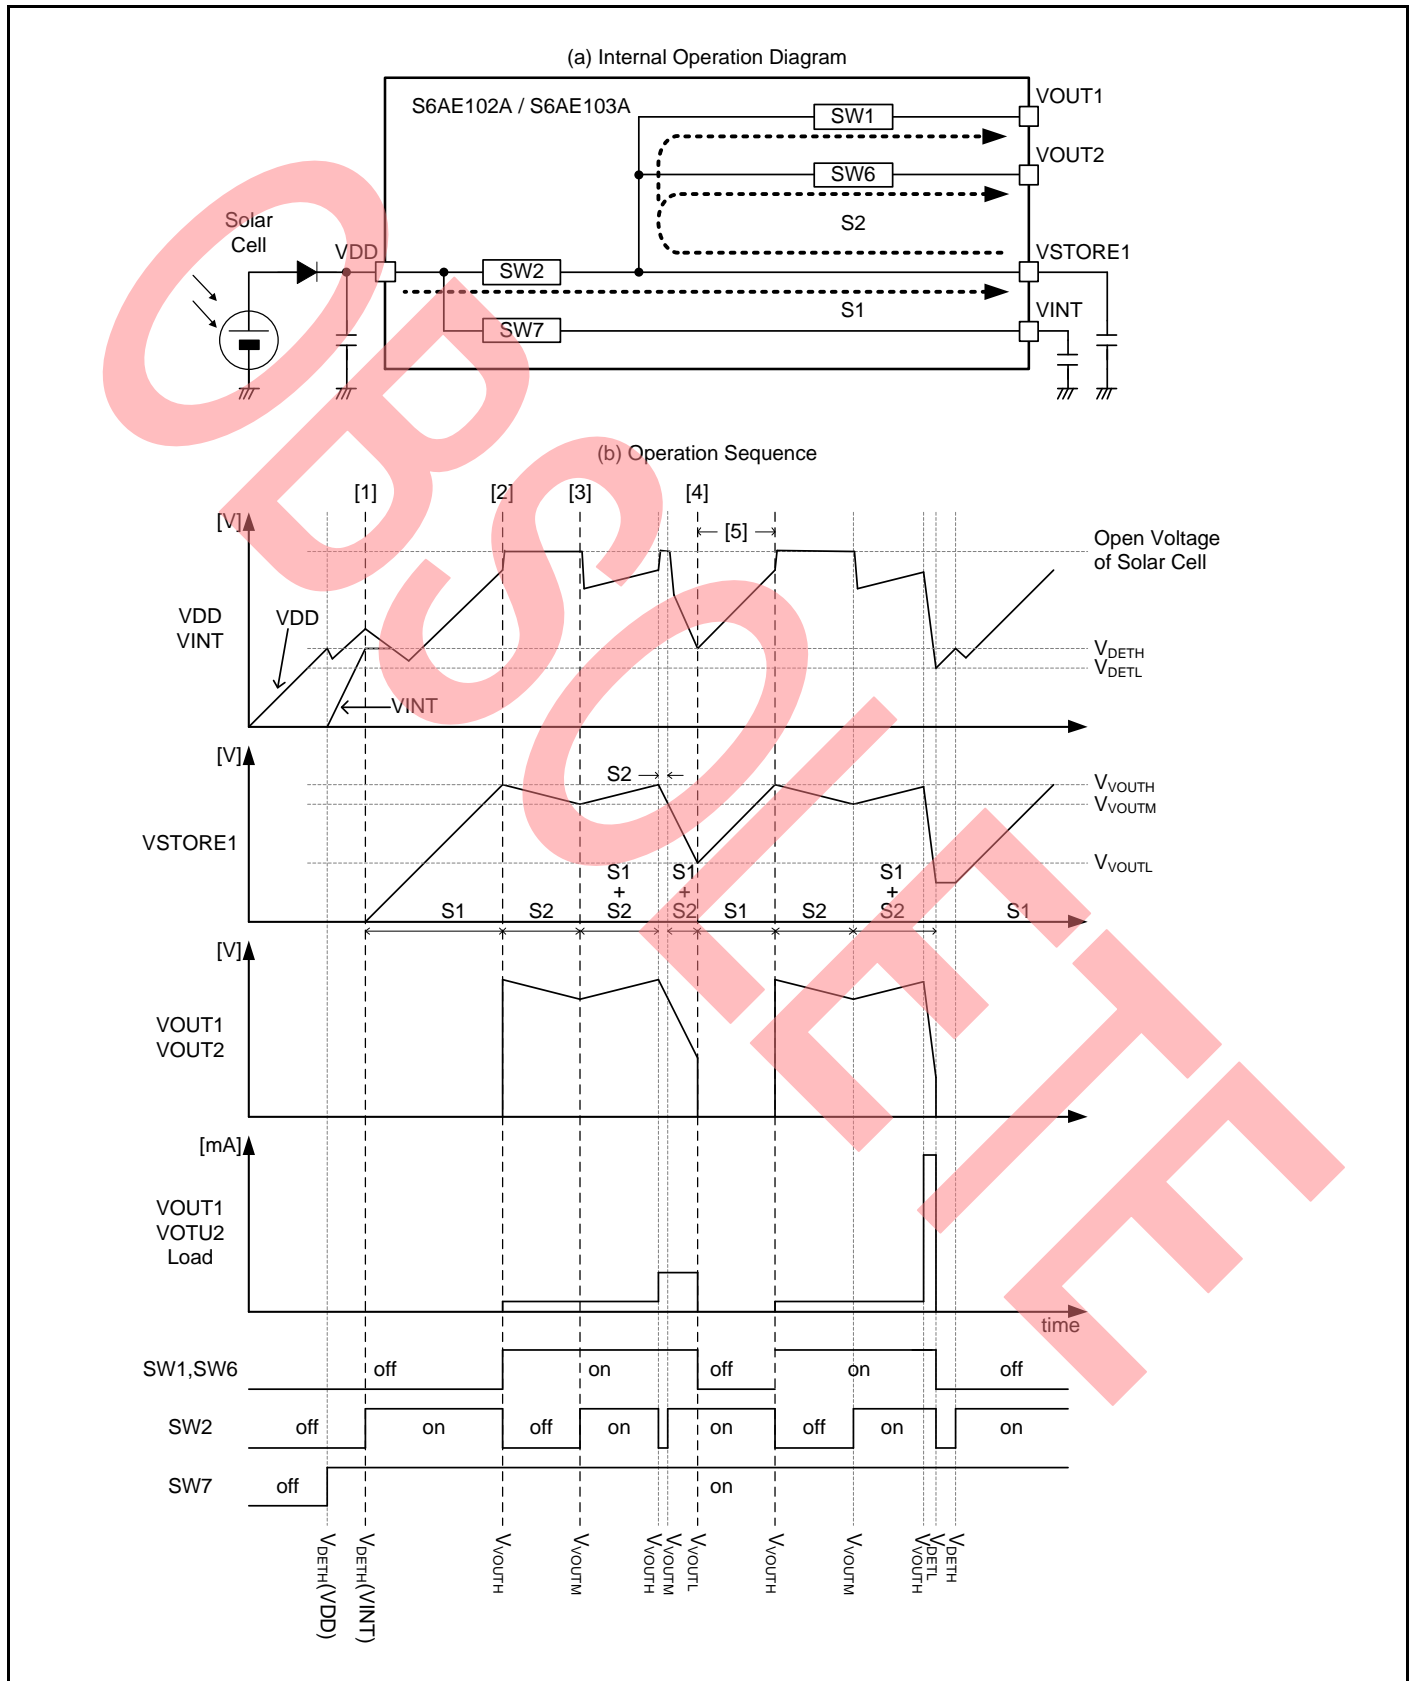 (a) Internal Operation Diagram
S6AE102A / S6AE103A
VOUT1
SW1
VOUT2
SW6
Solar
Cell
S2
VDD
VSTORE1
SW2
S1
VINT
SW7
(b) Operation Sequence
[1]
[2]
[3]
[4]
[V]
[5]
Open Voltage
of Solar Cell
VDD
VINT
VDD
VDETH
VDETL
VINT
[V]
S2
VVOUTH
VVOUTM
VSTORE1
VVOUTL
S1
+
S2
S1
+
S2
S1
+
S2
S1
S2
S1
S2
S1
[V]
VOUT1
VOUT2
[mA]
VOUT1
VOTU2
Load
time
SW1,SW6
off
on
off
on
off
SW2
off
on
off
on
on
off
on
on
SW7
off
on
VDETH(VDD)
VDETH(VINT)
VVOUTH
VVOUTM
VVOUTH
VVOUTM
VVOUTL
VVOUTH
VVOUTM
VVOUTH
VDETL
VDETH
OBSOLETE